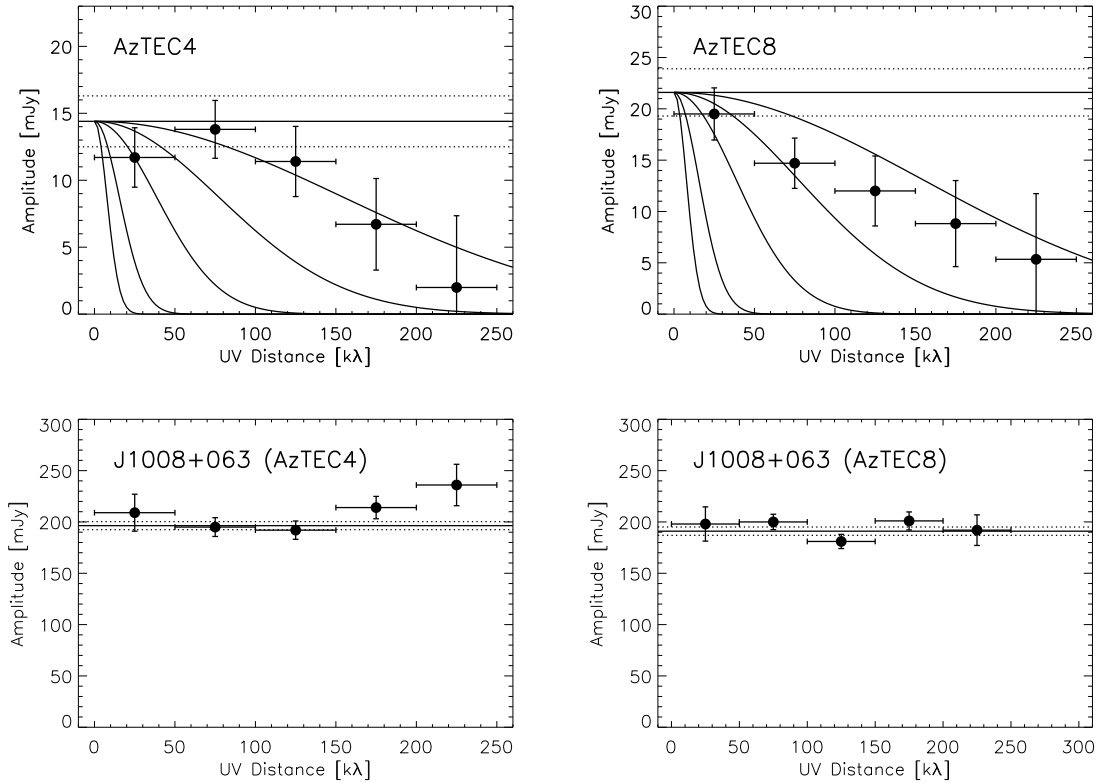 AzTEC4
Amplitude [mJy]
20
15
10
5
0
0 50 100 150 200 250
UV Distance [kλ]
AzTEC8
Amplitude [mJy]
30
25
20
15
10
5
0
0 50 100 150 200 250
UV Distance [kλ]
J1008+063 (AzTEC4)
Amplitude [mJy]
300
250
200
150
100
50
0
0 50 100 150 200 250
UV Distance [kλ]
J1008+063 (AzTEC8)
Amplitude [mJy]
300
250
200
150
100
50
0
0 50 100 150 200 250 300
UV Distance [kλ]